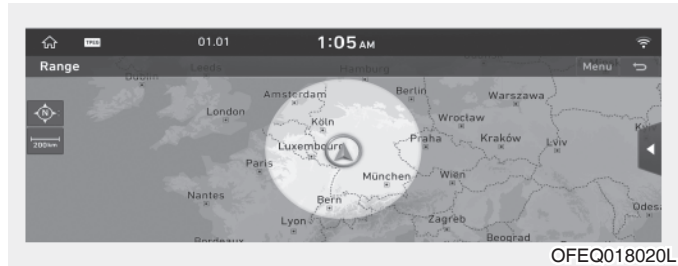 TPEG 01.01 1:05 AM
Range Menu
Dublin Leeds Hamburg
Amsterdam Berlin Warszawa
London Köln Wrocław
Praha Kraków Lviv
Luxembourg
Paris
München Wien
Nantes Bern
Lyon Zagreb Odes
Bordeaux Beograd
N
200km
OFEQ018020L